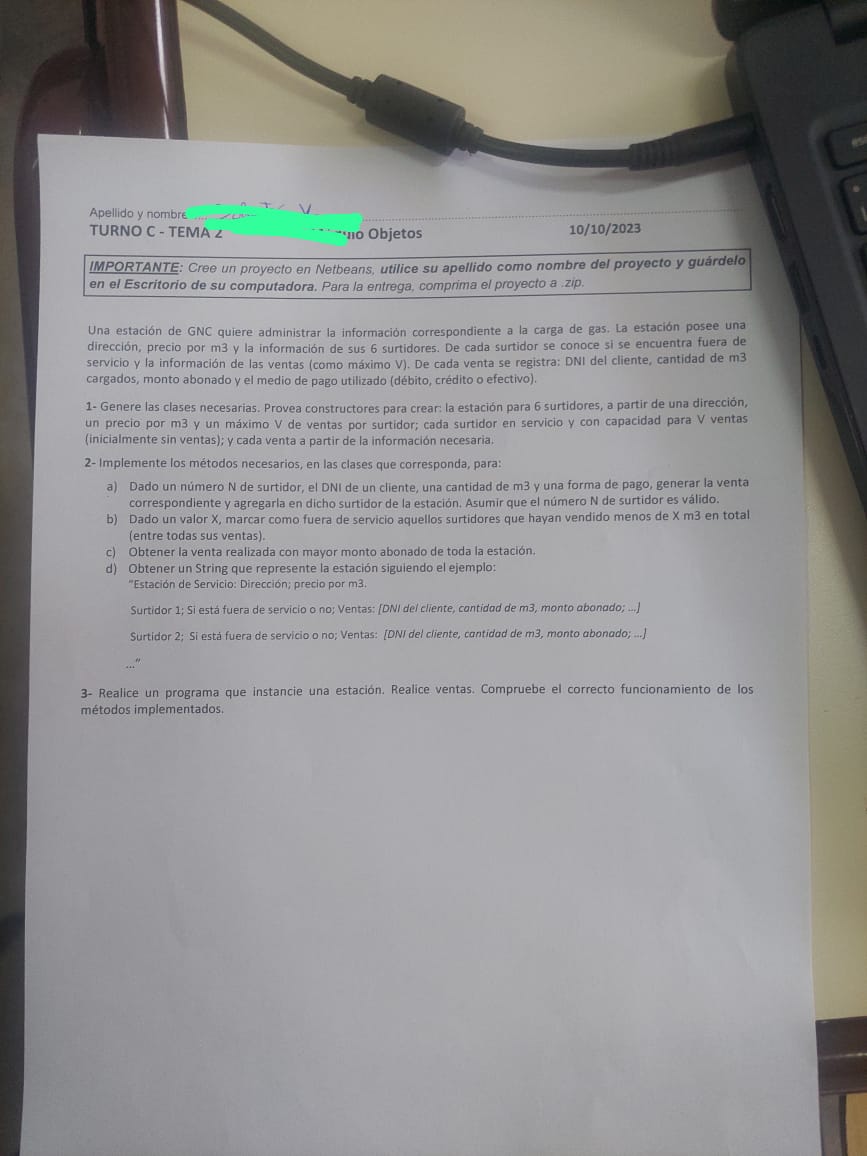 Apellido y nombre
TURNO C - TEMA 2 Objetos 10/10/2023
IMPORTANTE: Cree un proyecto en Netbeans, utilice su apellido como nombre del proyecto y guárdelo
en el Escritorio de su computadora. Para la entrega, comprima el proyecto a .zip.
Una estación de GNC quiere administrar la información correspondiente a la carga de gas. La estación posee una
dirección, precio por m3 y la información de sus 6 surtidores. De cada surtidor se conoce si se encuentra fuera de
servicio y la información de las ventas (como máximo V). De cada venta se registra: DNI del cliente, cantidad de m3
cargados, monto abonado y el medio de pago utilizado (débito, crédito o efectivo).
1- Genere las clases necesarias. Provea constructores para crear: la estación para 6 surtidores, a partir de una dirección,
un precio por m3 y un máximo V de ventas por surtidor; cada surtidor en servicio y con capacidad para V ventas
(inicialmente sin ventas); y cada venta a partir de la información necesaria.
2- Implemente los métodos necesarios, en las clases que corresponda, para:
a) Dado un número N de surtidor, el DNI de un cliente, una cantidad de m3 y una forma de pago, generar la venta
correspondiente y agregarla en dicho surtidor de la estación. Asumir que el número N de surtidor es válido.
b) Dado un valor X, marcar como fuera de servicio aquellos surtidores que hayan vendido menos de X m3 en total
(entre todas sus ventas).
c) Obtener la venta realizada con mayor monto abonado de toda la estación.
d) Obtener un String que represente la estación siguiendo el ejemplo:
"Estación de Servicio: Dirección; precio por m3.
Surtidor 1; Si está fuera de servicio o no; Ventas: [DNI del cliente, cantidad de m3, monto abonado; ...]
Surtidor 2; Si está fuera de servicio o no; Ventas: [DNI del cliente, cantidad de m3, monto abonado; ...]
..."
3- Realice un programa que instancie una estación. Realice ventas. Compruebe el correcto funcionamiento de los
métodos implementados.